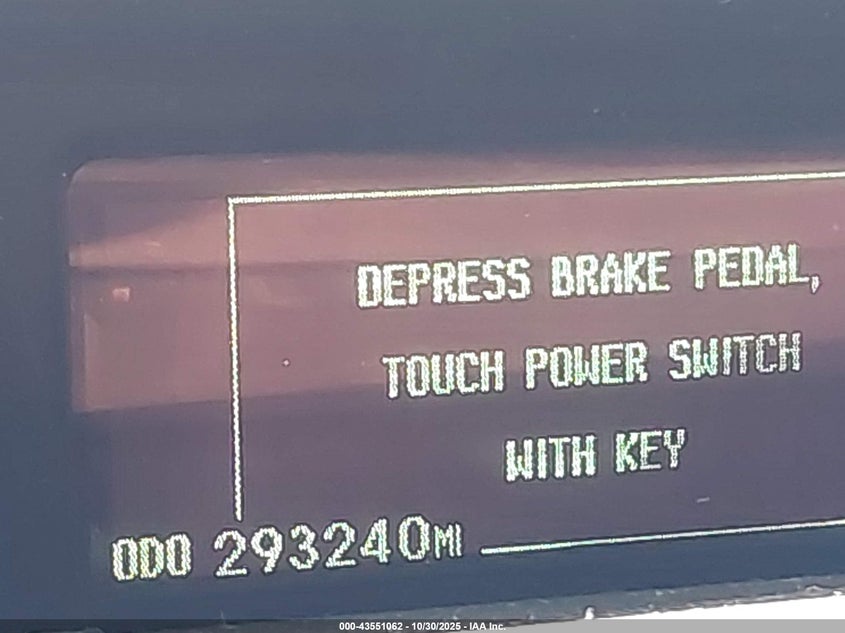 DEPRESS BRAKE PEDAL,
TOUCH POWER SWITCH
WITH KEY
ODO 293240MI
000-43551062 - 10/30/2025 - IAA Inc.